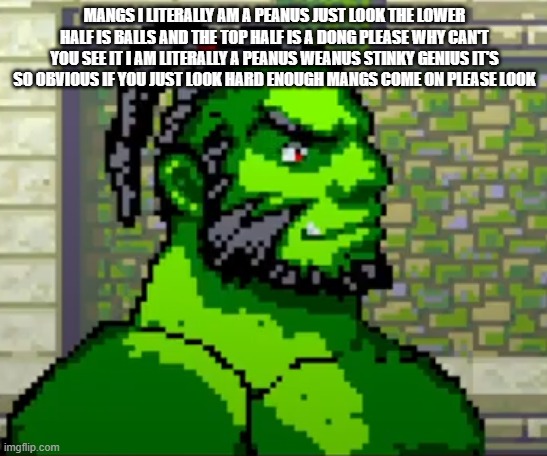 MANGS I LITERALLY AM A PEANUS JUST LOOK THE LOWER
HALF IS BALLS AND THE TOP HALF IS A DONG PLEASE WHY CAN'T
YOU SEE IT I AM LITERALLY A PEANUS WEANUS STINKY GENIUS IT'S
SO OBVIOUS IF YOU JUST LOOK HARD ENOUGH MANGS COME ON PLEASE LOOK
imgflip.com